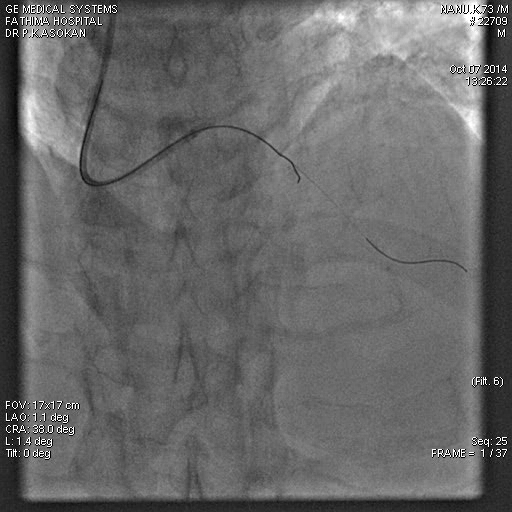 GE MEDICAL SYSTEMS
FATHIMA HOSPITAL
DR P.K.ASOKAN
NANU.K 73 /M
# 22709
M
Oct 07 2014
13:26:22
(Filt. 6)
FOV: 17x17 cm
LAO: 1.1 deg
CRA: 38.0 deg
L: 1.4 deg
Tilt: 0 deg
Seq: 25
FRAME = 1 / 37